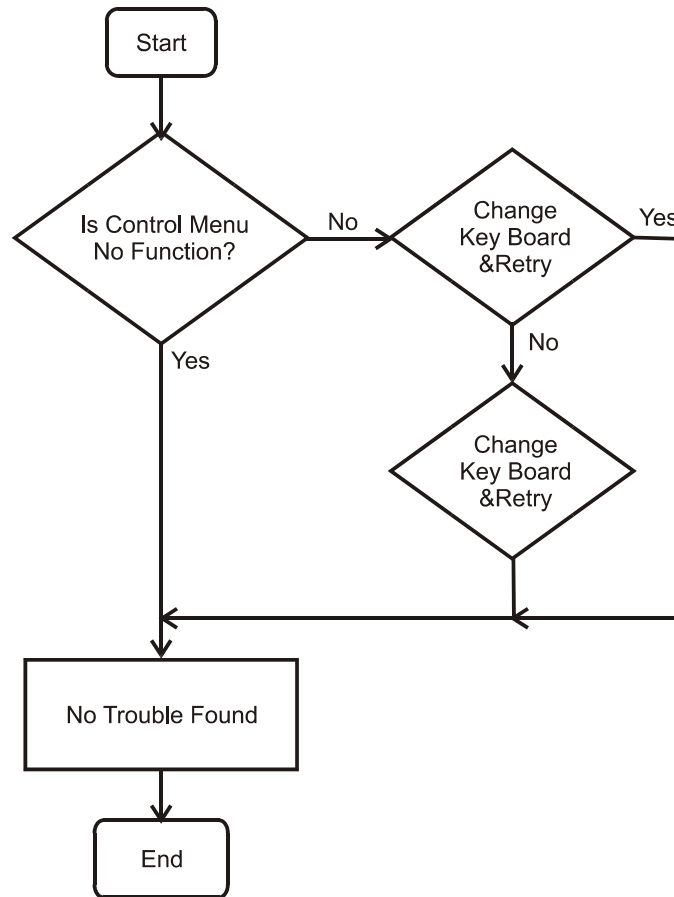 Start
Is Control Menu
No Function?
No
Change
Key Board
&Retry
Yes
Yes
No
Change
Key Board
&Retry
No Trouble Found
End